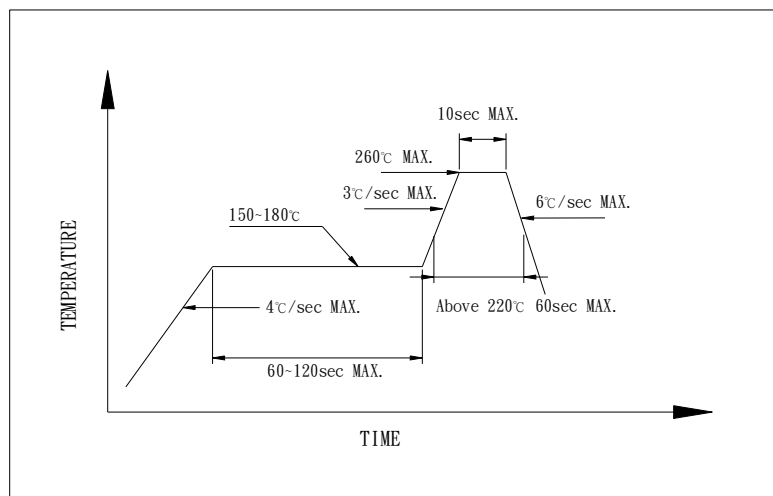 10sec MAX.
260℃ MAX.
3℃/sec MAX.
6℃/sec MAX.
150~180℃
TEMPERATURE
4℃/sec MAX.
Above 220℃ 60sec MAX.
60~120sec MAX.
TIME